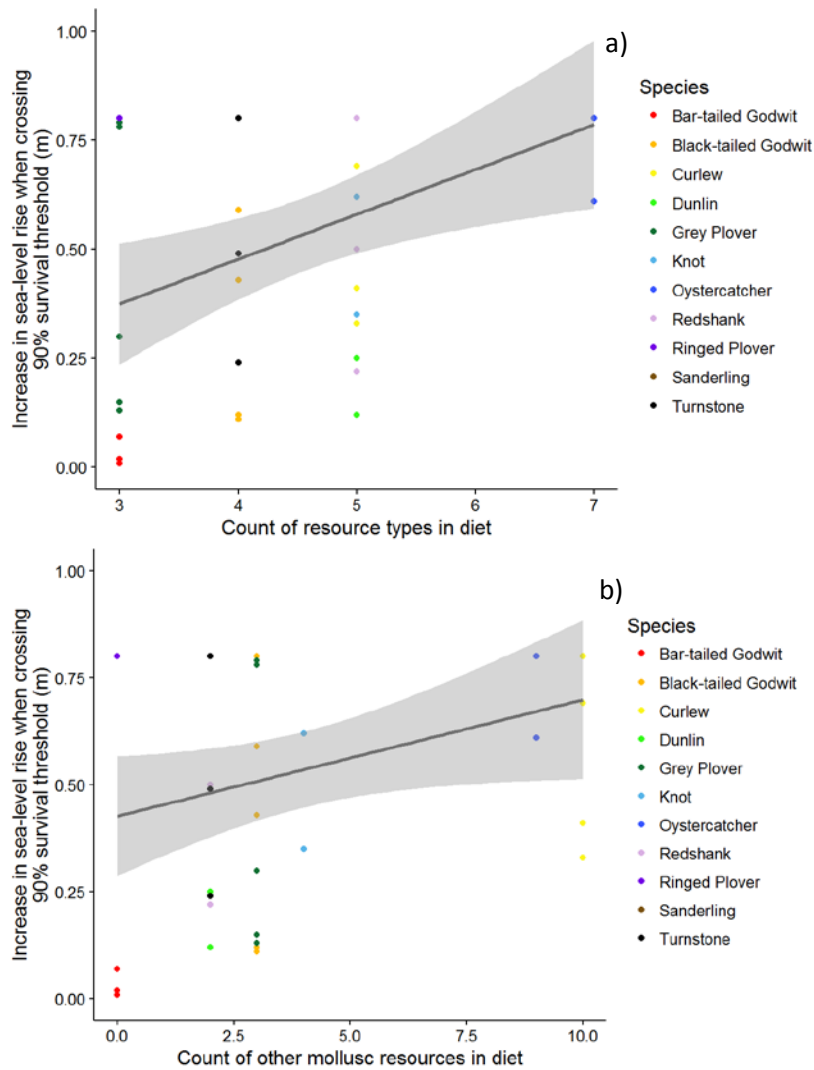 a)
Increase in sea-level rise when crossing
90% survival threshold (m)
1.00
0.75
0.50
0.25
0.00
3 4 5 6 7
Count of resource types in diet
Species
Bar-tailed Godwit
Black-tailed Godwit
Curlew
Dunlin
Grey Plover
Knot
Oystercatcher
Redshank
Ringed Plover
Sanderling
Turnstone
b)
Increase in sea-level rise when crossing
90% survival threshold (m)
1.00
0.75
0.50
0.25
0.00
0.0 2.5 5.0 7.5 10.0
Count of other mollusc resources in diet
Species
Bar-tailed Godwit
Black-tailed Godwit
Curlew
Dunlin
Grey Plover
Knot
Oystercatcher
Redshank
Ringed Plover
Sanderling
Turnstone